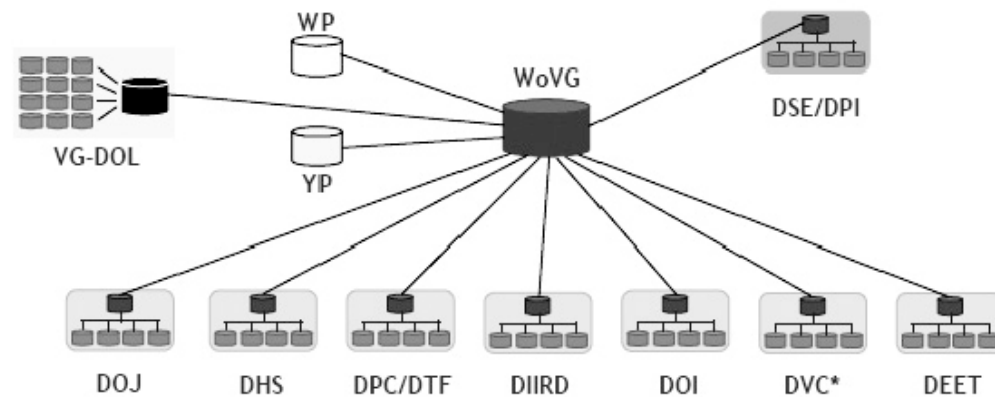 WP
WoVG
DSE/DPI
VG-DOL
YP
DOJ
DHS
DPC/DTF
DIIRD
DOI
DVC*
DEET